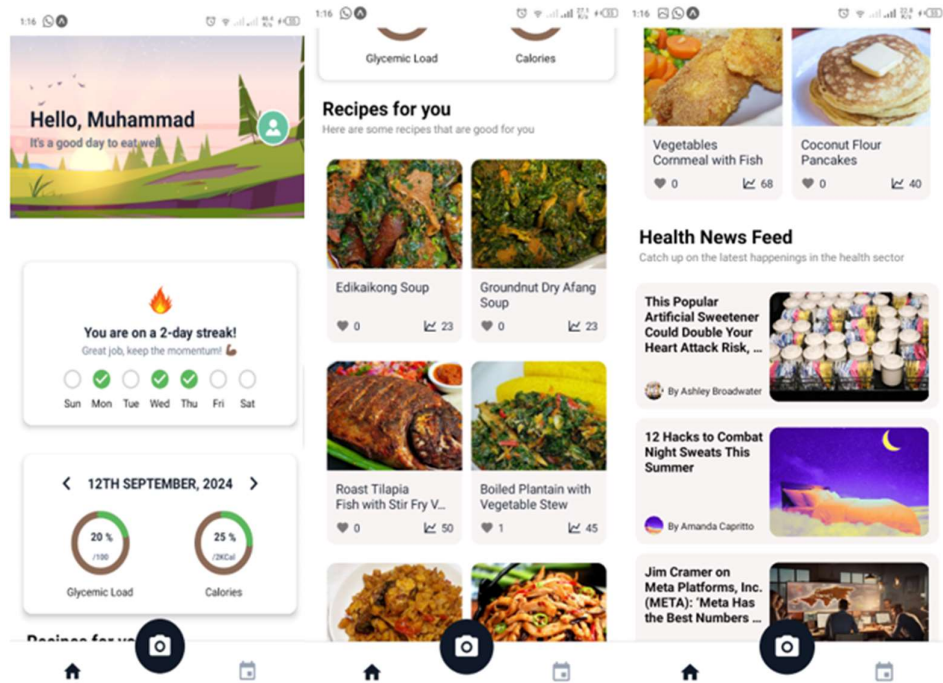 1:16
Hello, Muhammad
It's a good day to eat well
You are on a 2-day streak!
Great job, keep the momentum!
Sun Mon Tue Wed Thu Fri Sat
12TH SEPTEMBER, 2024
20 %
/100
25 %
/2KCal
Glycemic Load
Calories
Recipes for you
1:16
Glycemic Load
Calories
Recipes for you
Here are some recipes that are good for you
Edikaikong Soup
0
23
Groundnut Dry Afang
Soup
0
23
Roast Tilapia
Fish with Stir Fry V...
0
50
Boiled Plantain with
Vegetable Stew
1
45
1:16
Vegetables
Cornmeal with Fish
0
68
Coconut Flour
Pancakes
0
40
Health News Feed
Catch up on the latest happenings in the health sector
This Popular
Artificial Sweetener
Could Double Your
Heart Attack Risk, ...
By Ashley Broadwater
12 Hacks to Combat
Night Sweats This
Summer
By Amanda Capritto
Jim Cramer on
Meta Platforms, Inc.
(META): 'Meta Has
the Best Numbers ...